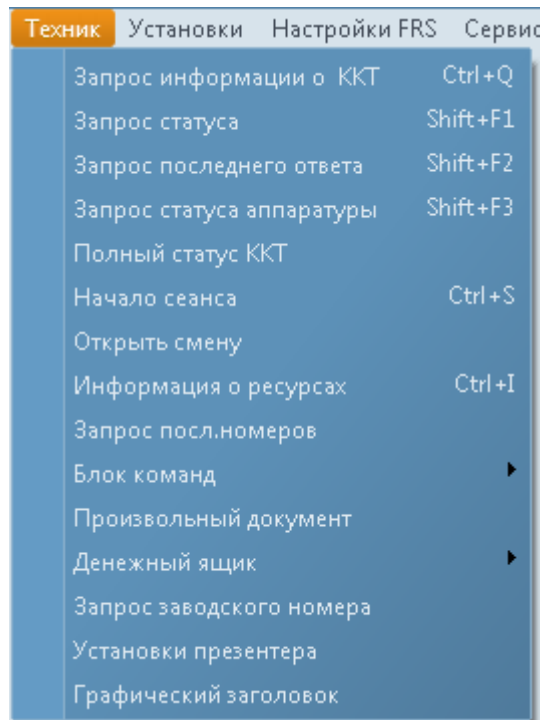 Техник Установки Настройки FRS Сервис
Запрос информации о ККТ Ctrl+Q
Запрос статуса Shift+F1
Запрос последнего ответа Shift+F2
Запрос статуса аппаратуры Shift+F3
Полный статус ККТ
Начало сеанса Ctrl+S
Открыть смену
Информация о ресурсах Ctrl+I
Запрос посл.номеров
Блок команд
Произвольный документ
Денежный ящик
Запрос заводского номера
Установки презентера
Графический заголовок